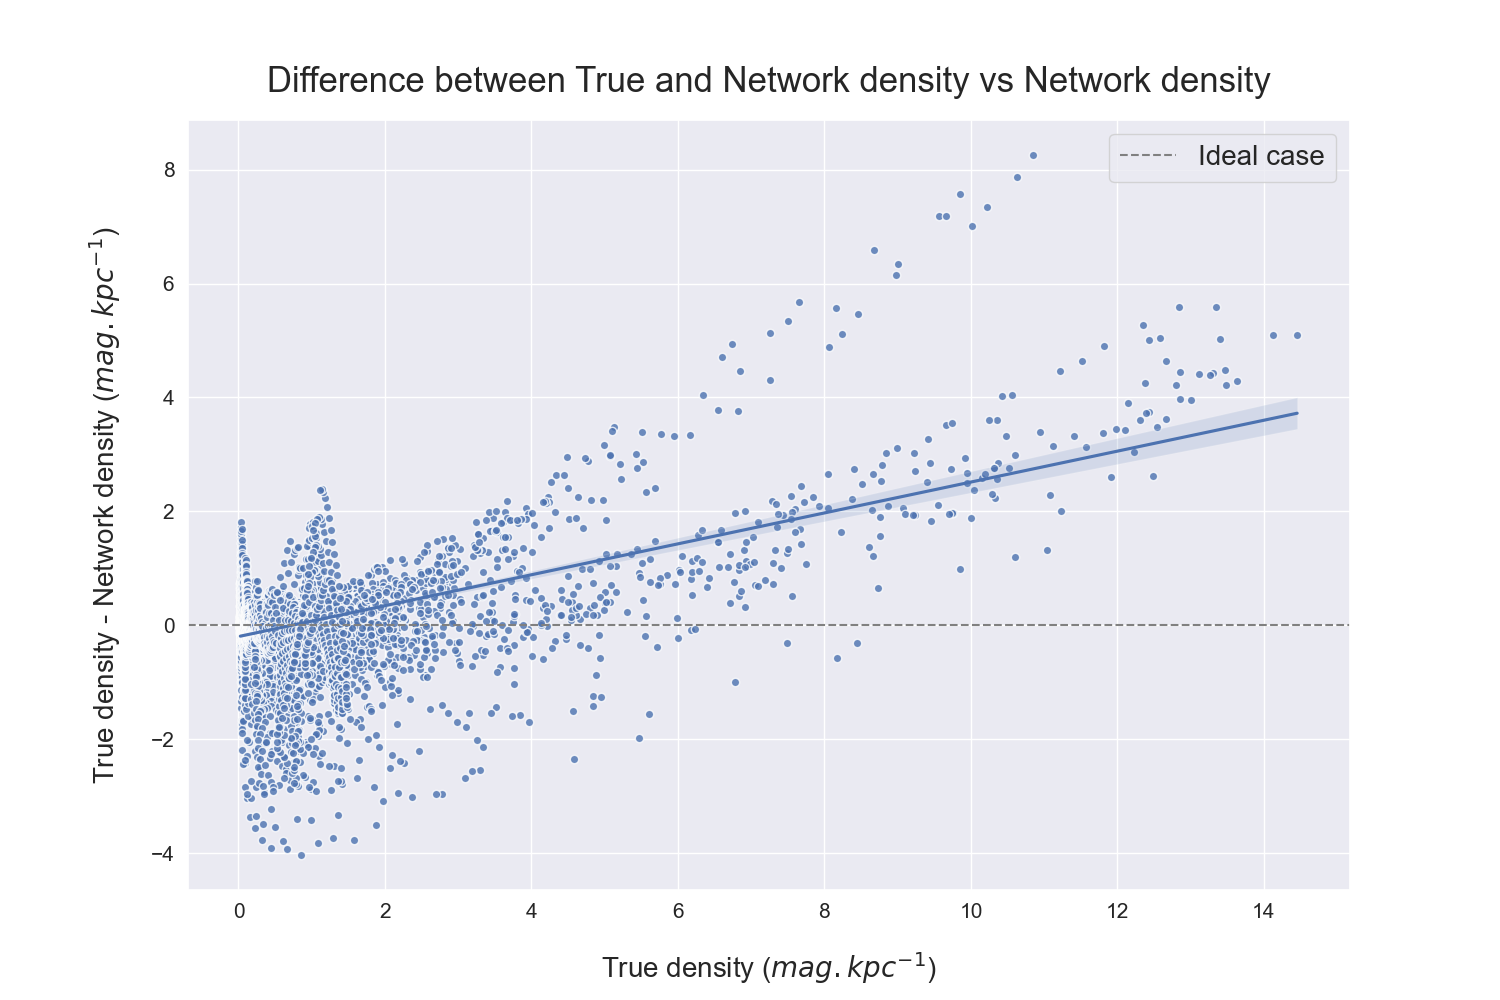 Difference between True and Network density vs Network density
Ideal case
True density - Network density (mag. kpc⁻¹)
8
6
4
2
0
−2
−4
0 2 4 6 8 10 12 14
True density (mag. kpc⁻¹)